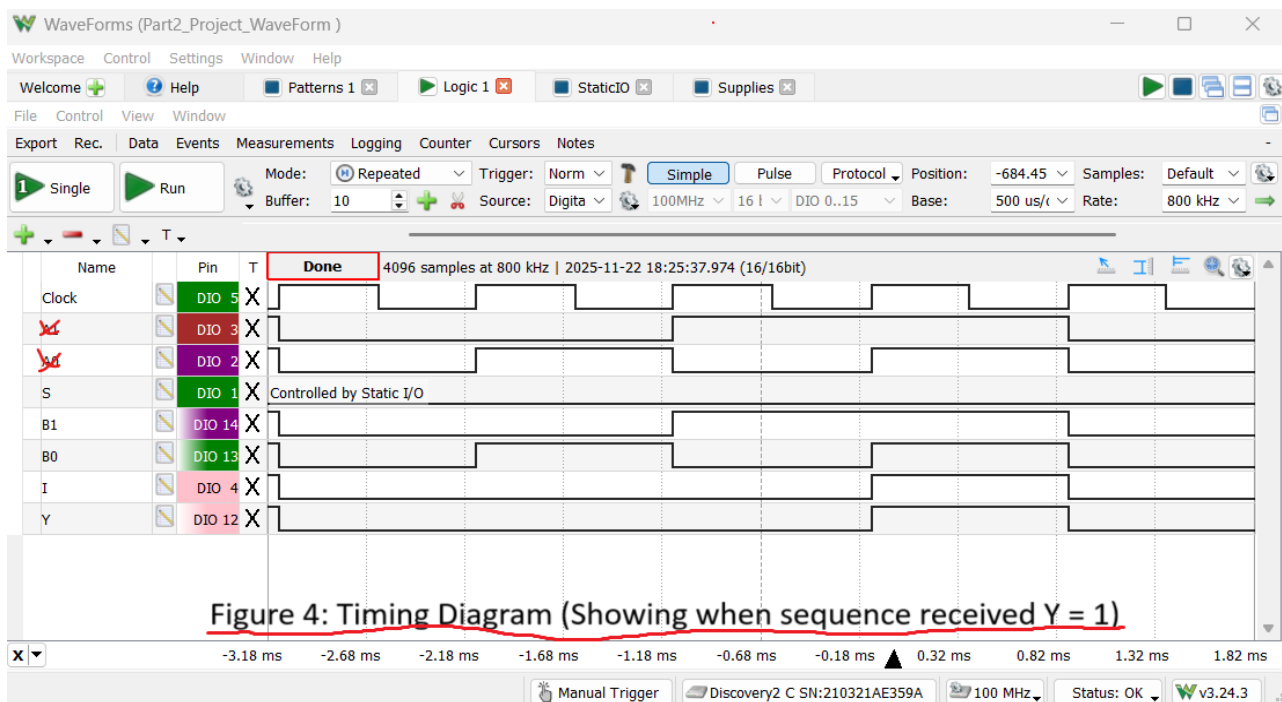 WaveForms (Part2_Project_WaveForm )
Workspace Control Settings Window Help
Welcome Help Patterns 1 Logic 1 StaticIO Supplies
File Control View Window
Export Rec. Data Events Measurements Logging Counter Cursors Notes
1 Single Run Mode: Repeated Trigger: Norm Simple Pulse Protocol Position: -684.45 Samples: Default
Buffer: 10 Source: Digita 100MHz 16 DIO 0..15 Base: 500 us/ Rate: 800 kHz
T
Name Pin T Done 4096 samples at 800 kHz | 2025-11-22 18:25:37.974 (16/16bit)
Clock DIO 5 X
DIO 3 X
DIO 2 X
S DIO 1 X Controlled by Static I/O
B1 DIO 14 X
B0 DIO 13 X
I DIO 4 X
Y DIO 12 X
Figure 4: Timing Diagram (Showing when sequence received Y = 1)
X -3.18 ms -2.68 ms -2.18 ms -1.68 ms -1.18 ms -0.68 ms -0.18 ms 0.32 ms 0.82 ms 1.32 ms 1.82 ms
Manual Trigger Discovery2 C SN:210321AE359A 100 MHz Status: OK v3.24.3